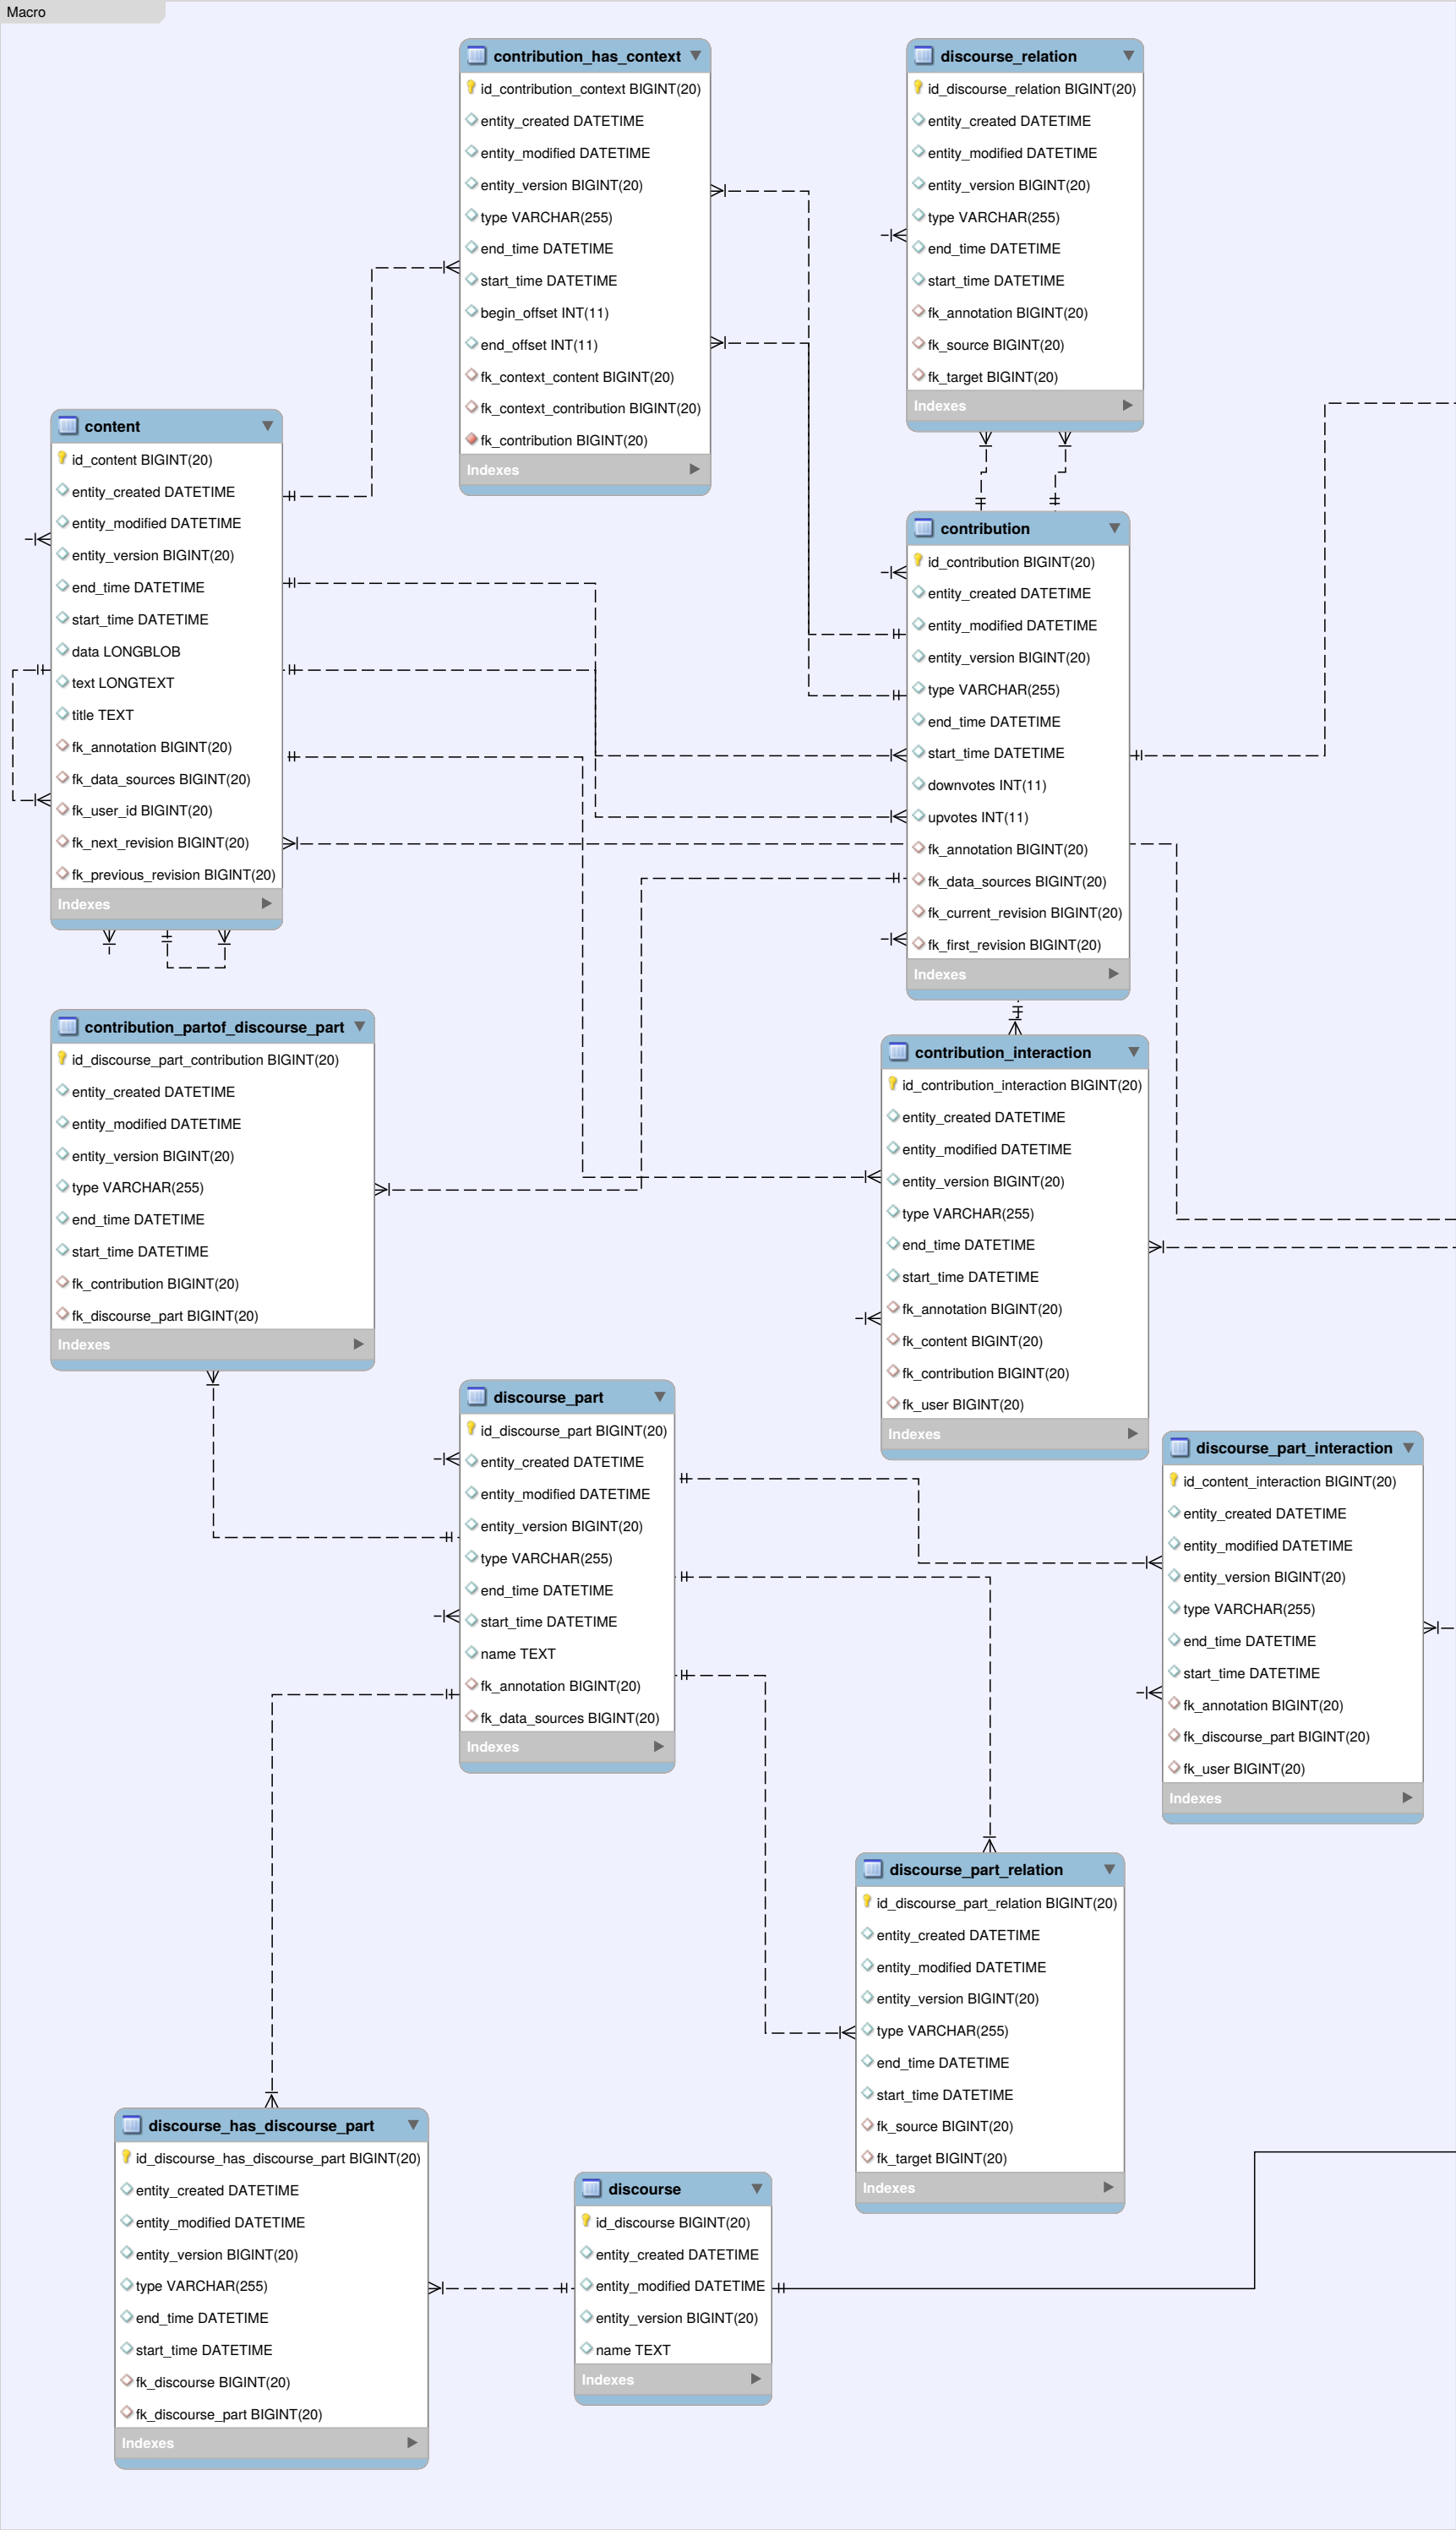 Macro
contribution_has_context
id_contribution_context BIGINT(20)
entity_created DATETIME
entity_modified DATETIME
entity_version BIGINT(20)
type VARCHAR(255)
end_time DATETIME
start_time DATETIME
begin_offset INT(11)
end_offset INT(11)
fk_context_content BIGINT(20)
fk_context_contribution BIGINT(20)
fk_contribution BIGINT(20)
Indexes
discourse_relation
id_discourse_relation BIGINT(20)
entity_created DATETIME
entity_modified DATETIME
entity_version BIGINT(20)
type VARCHAR(255)
end_time DATETIME
start_time DATETIME
fk_annotation BIGINT(20)
fk_source BIGINT(20)
fk_target BIGINT(20)
Indexes
content
id_content BIGINT(20)
entity_created DATETIME
entity_modified DATETIME
entity_version BIGINT(20)
end_time DATETIME
start_time DATETIME
data LONGBLOB
text LONGTEXT
title TEXT
fk_annotation BIGINT(20)
fk_data_sources BIGINT(20)
fk_user_id BIGINT(20)
fk_next_revision BIGINT(20)
fk_previous_revision BIGINT(20)
Indexes
contribution
id_contribution BIGINT(20)
entity_created DATETIME
entity_modified DATETIME
entity_version BIGINT(20)
type VARCHAR(255)
end_time DATETIME
start_time DATETIME
downvotes INT(11)
upvotes INT(11)
fk_annotation BIGINT(20)
fk_data_sources BIGINT(20)
fk_current_revision BIGINT(20)
fk_first_revision BIGINT(20)
Indexes
contribution_partof_discourse_part
id_discourse_part_contribution BIGINT(20)
entity_created DATETIME
entity_modified DATETIME
entity_version BIGINT(20)
type VARCHAR(255)
end_time DATETIME
start_time DATETIME
fk_contribution BIGINT(20)
fk_discourse_part BIGINT(20)
Indexes
contribution_interaction
id_contribution_interaction BIGINT(20)
entity_created DATETIME
entity_modified DATETIME
entity_version BIGINT(20)
type VARCHAR(255)
end_time DATETIME
start_time DATETIME
fk_annotation BIGINT(20)
fk_content BIGINT(20)
fk_contribution BIGINT(20)
fk_user BIGINT(20)
Indexes
discourse_part
id_discourse_part BIGINT(20)
entity_created DATETIME
entity_modified DATETIME
entity_version BIGINT(20)
type VARCHAR(255)
end_time DATETIME
start_time DATETIME
name TEXT
fk_annotation BIGINT(20)
fk_data_sources BIGINT(20)
Indexes
discourse_part_interaction
id_content_interaction BIGINT(20)
entity_created DATETIME
entity_modified DATETIME
entity_version BIGINT(20)
type VARCHAR(255)
end_time DATETIME
start_time DATETIME
fk_annotation BIGINT(20)
fk_discourse_part BIGINT(20)
fk_user BIGINT(20)
Indexes
discourse_part_relation
id_discourse_part_relation BIGINT(20)
entity_created DATETIME
entity_modified DATETIME
entity_version BIGINT(20)
type VARCHAR(255)
end_time DATETIME
start_time DATETIME
fk_source BIGINT(20)
fk_target BIGINT(20)
Indexes
discourse_has_discourse_part
id_discourse_has_discourse_part BIGINT(20)
entity_created DATETIME
entity_modified DATETIME
entity_version BIGINT(20)
type VARCHAR(255)
end_time DATETIME
start_time DATETIME
fk_discourse BIGINT(20)
fk_discourse_part BIGINT(20)
Indexes
discourse
id_discourse BIGINT(20)
entity_created DATETIME
entity_modified DATETIME
entity_version BIGINT(20)
name TEXT
Indexes